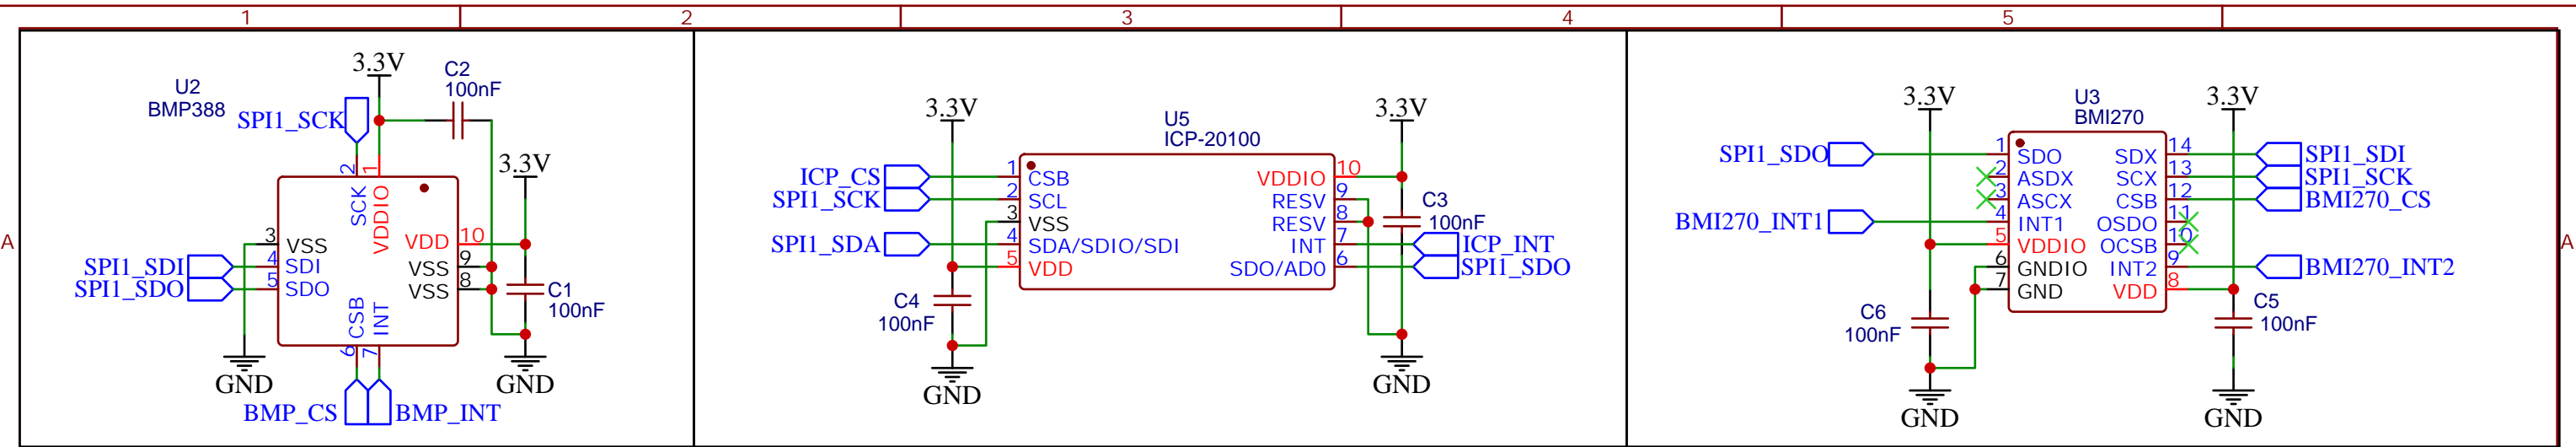 1 2 3 4 5
A
A
3.3V
C2
100nF
U2
BMP388
SPI1_SCK
3.3V
2
1
SCK
VDDIO
3 VSS
SPI1_SDI 4 SDI
SPI1_SDO 5 SDO
VDD 10
VSS 9
VSS 8
C1
100nF
CSB
INT
6
7
GND
GND
BMP_CS
BMP_INT
3.3V
3.3V
U5
ICP-20100
ICP_CS 1 CSB
SPI1_SCK 2 SCL
3 VSS
SPI1_SDA 4 SDA/SDIO/SDI
5 VDD
VDDIO 10
RESV 9
RESV 8
INT 7 ICP_INT
SDO/AD0 6 SPI1_SDO
C3
100nF
C4
100nF
GND
GND
3.3V
3.3V
U3
BMI270
SPI1_SDO 1 SDO
2 ASDX
3 ASCX
BMI270_INT1 4 INT1
5 VDDIO
6 GNDIO
7 GND
SDX 14 SPI1_SDI
SCX 13 SPI1_SCK
CSB 12 BMI270_CS
OSDO 11
OCSB 10
INT2 9 BMI270_INT2
VDD 8
C6
100nF
C5
100nF
GND
GND